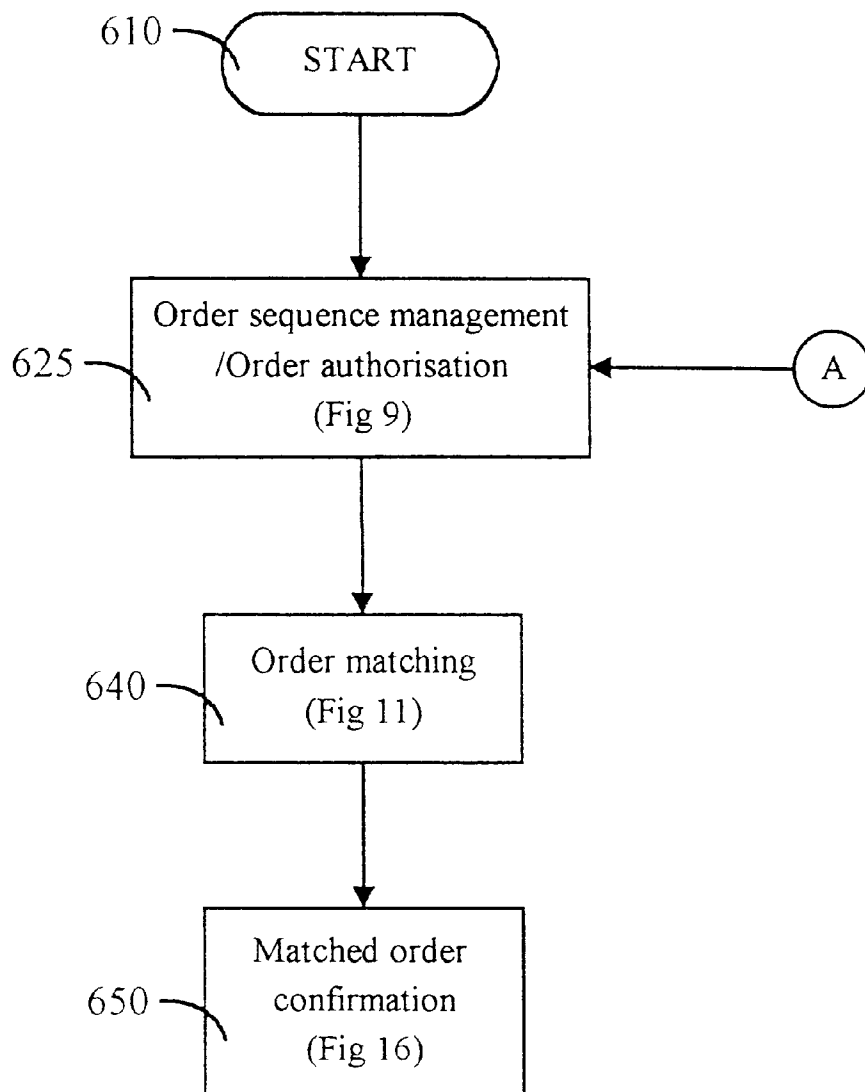 610
START
Order sequence management
/Order authorisation
(Fig 9)
625
A
Order matching
(Fig 11)
640
Matched order
confirmation
(Fig 16)
650